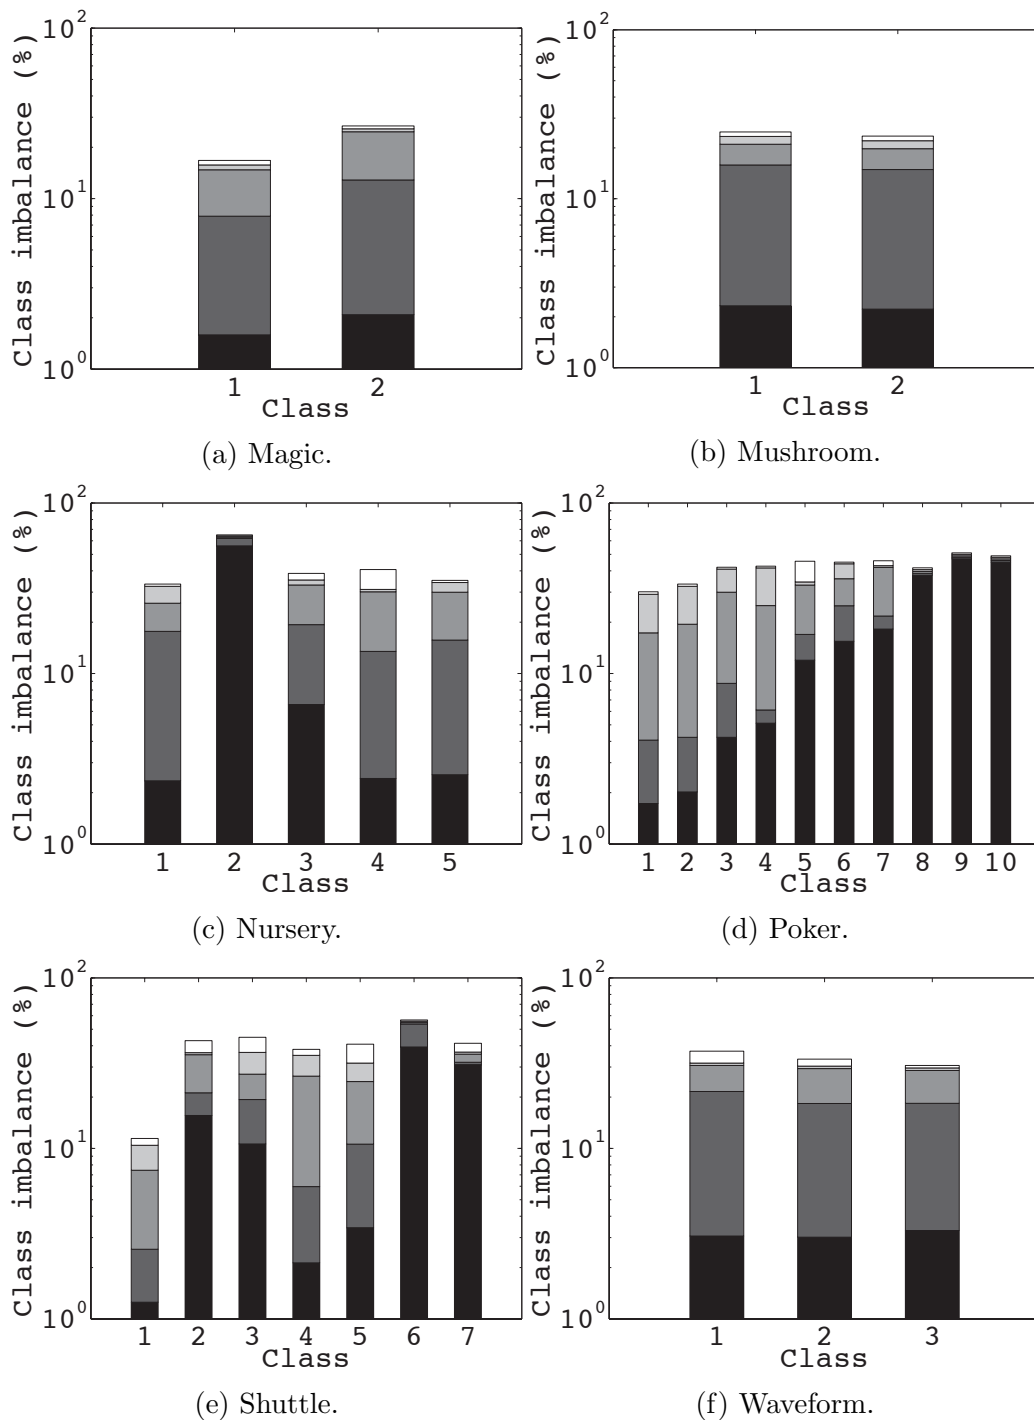 10^2
10^1
10^0
Class imbalance (%)
1 2
Class
(a) Magic.
10^2
10^1
10^0
Class imbalance (%)
1 2
Class
(b) Mushroom.
10^2
10^1
10^0
Class imbalance (%)
1 2 3 4 5
Class
(c) Nursery.
10^2
10^1
10^0
Class imbalance (%)
1 2 3 4 5 6 7 8 9 10
Class
(d) Poker.
10^2
10^1
10^0
Class imbalance (%)
1 2 3 4 5 6 7
Class
(e) Shuttle.
10^2
10^1
10^0
Class imbalance (%)
1 2 3
Class
(f) Waveform.